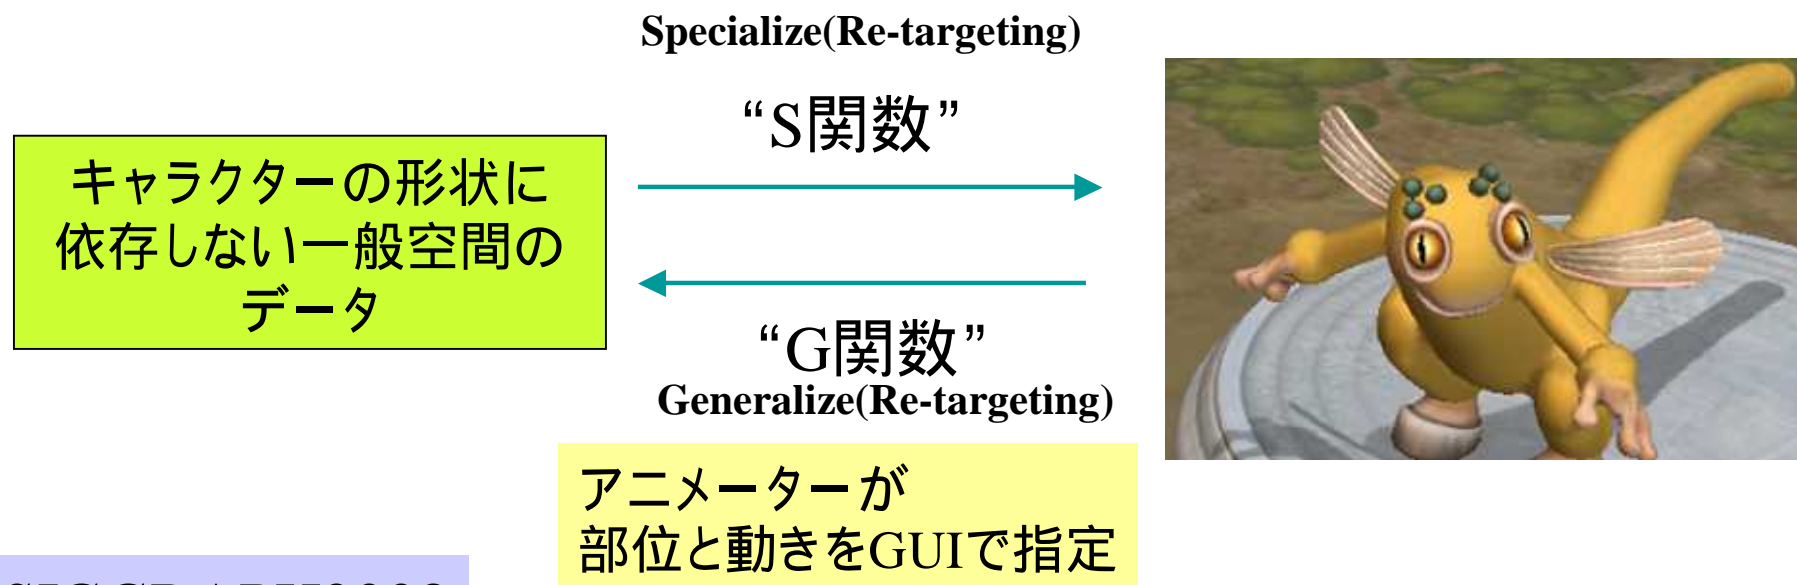 Specialize(Re-targeting)
“S関数”
キャラクターの形状に
依存しない一般空間の
データ
“G関数”
Generalize(Re-targeting)
アニメーターが
部位と動きをGUIで指定